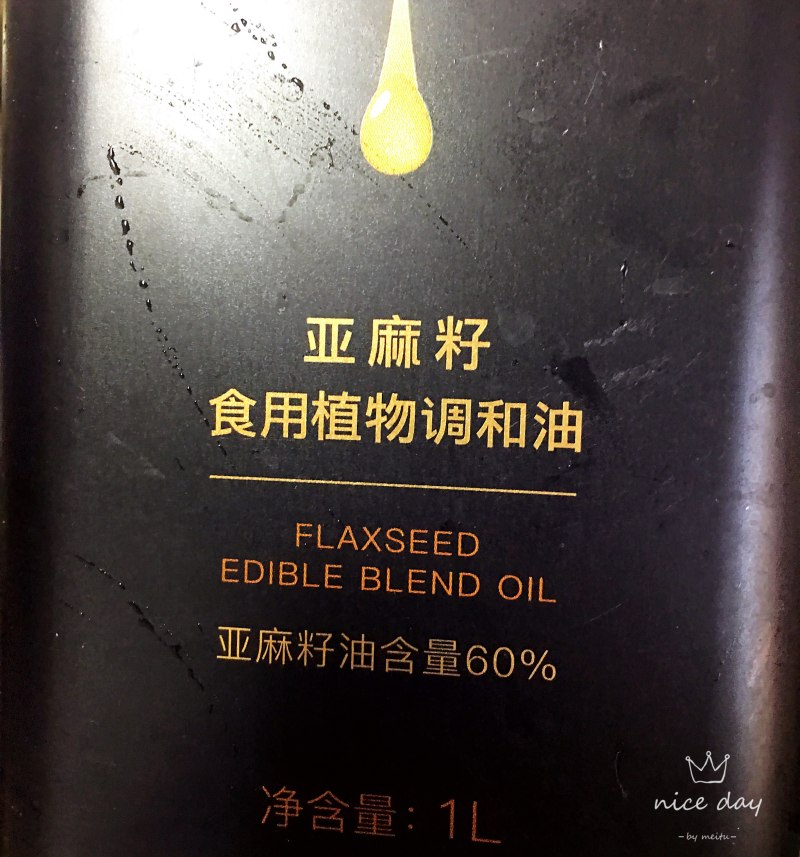 亚麻籽
食用植物调和油
FLAXSEED
EDIBLE BLEND OIL
亚麻籽油含量60%
净含量：1L
nice day
-by meitu-